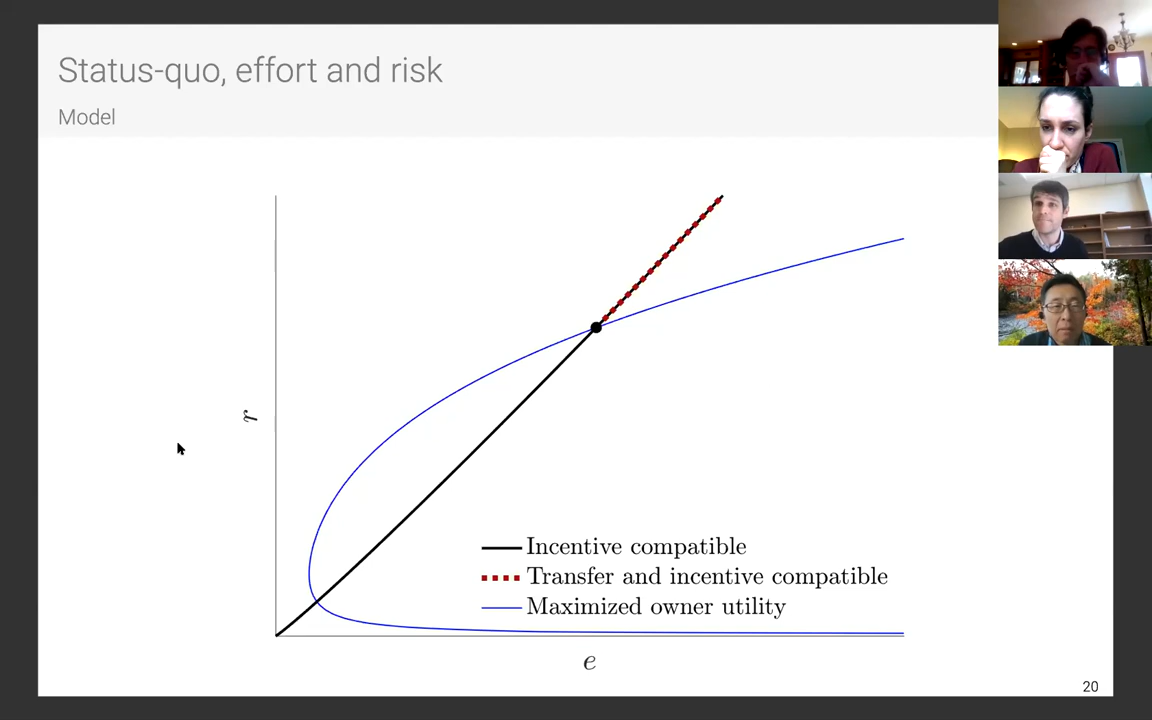 Status-quo, effort and risk
Model
r
Incentive compatible
Transfer and incentive compatible
Maximized owner utility
e
20